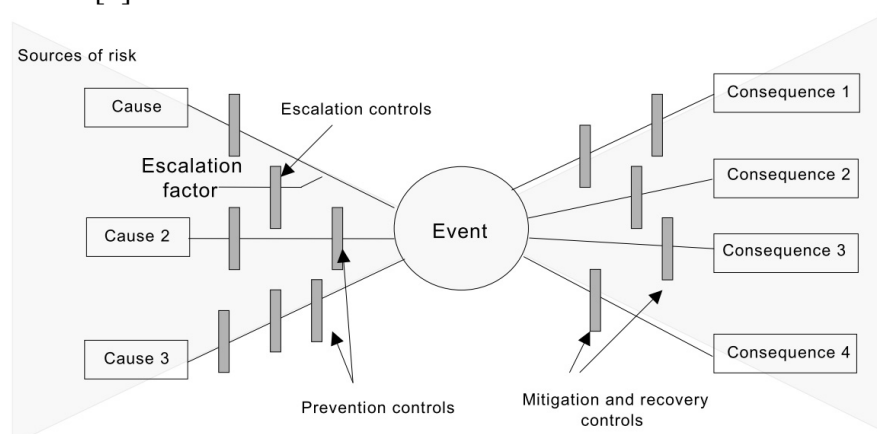 Sources of risk
Cause
Escalation controls
Escalation
factor
Cause 2
Cause 3
Prevention controls
Event
Consequence 1
Consequence 2
Consequence 3
Consequence 4
Mitigation and recovery
controls